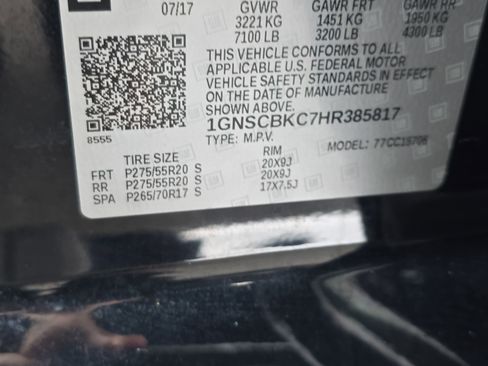 07/17 GVWR GAWR FRT GAWR RR
3221 KG 1451 KG 1950 KG
7100 LB 3200 LB 4300 LB
THIS VEHICLE CONFORMS TO ALL
APPLICABLE U.S. FEDERAL MOTOR
VEHICLE SAFETY STANDARDS IN EFFECT
ON THE DATE OF MANUFACTURE
SHOWN ABOVE.
8555 1GNSCBKC7HR385817
TYPE: M.P.V. MODEL: 77CC15706
TIRE SIZE RIM
FRT P275/55R20 S 20X9J
RR P275/55R20 S 20X9J
SPA P265/70R17 S 17X7.5J